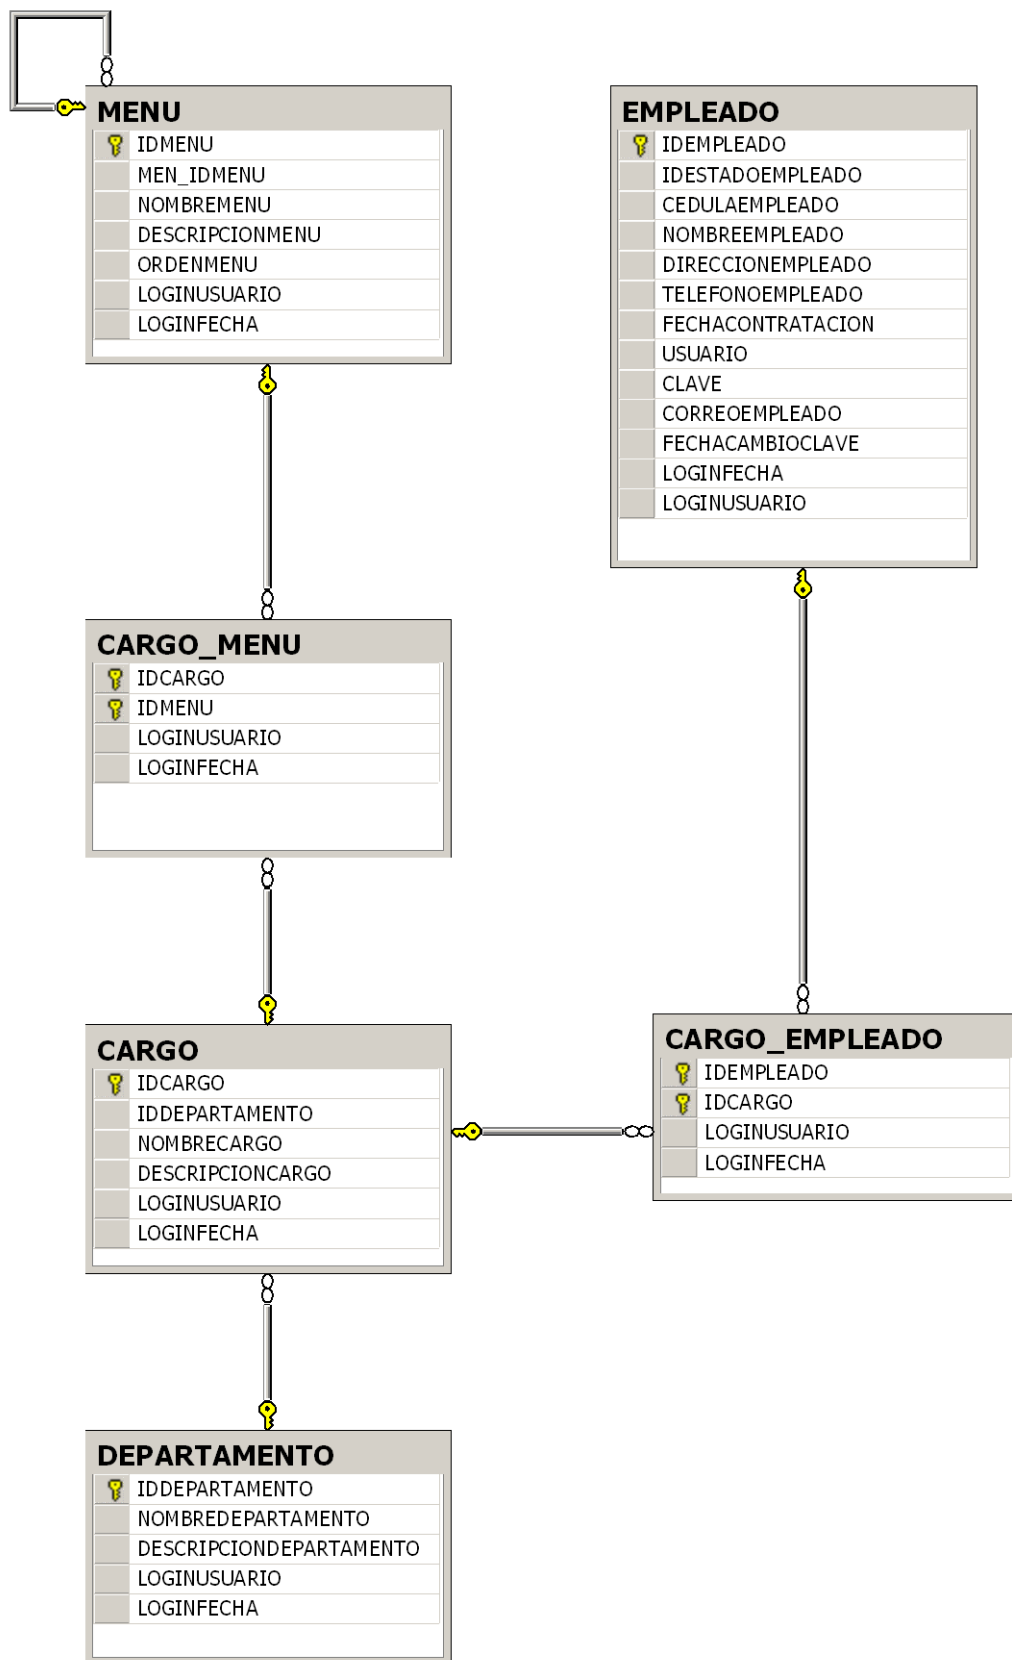 MENU
IDMENU
MEN_IDMENU
NOMBREMENU
DESCRIPCIONMENU
ORDENMENU
LOGINUSUARIO
LOGINFECHA
EMPLEADO
IDEMPLEADO
IDESTADOEMPLEADO
CEDULAEMPLEADO
NOMBREEMPLEADO
DIRECCIONEMPLEADO
TELEFONOEMPLEADO
FECHACONTRATACION
USUARIO
CLAVE
CORREOEMPLEADO
FECHACAMBIOCLAVE
LOGINFECHA
LOGINUSUARIO
CARGO_MENU
IDCARGO
IDMENU
LOGINUSUARIO
LOGINFECHA
CARGO
IDCARGO
IDDEPARTAMENTO
NOMBRECARGO
DESCRIPCIONCARGO
LOGINUSUARIO
LOGINFECHA
CARGO_EMPLEADO
IDEMPLEADO
IDCARGO
LOGINUSUARIO
LOGINFECHA
DEPARTAMENTO
IDDEPARTAMENTO
NOMBREDEPARTAMENTO
DESCRIPCIONDEPARTAMENTO
LOGINUSUARIO
LOGINFECHA